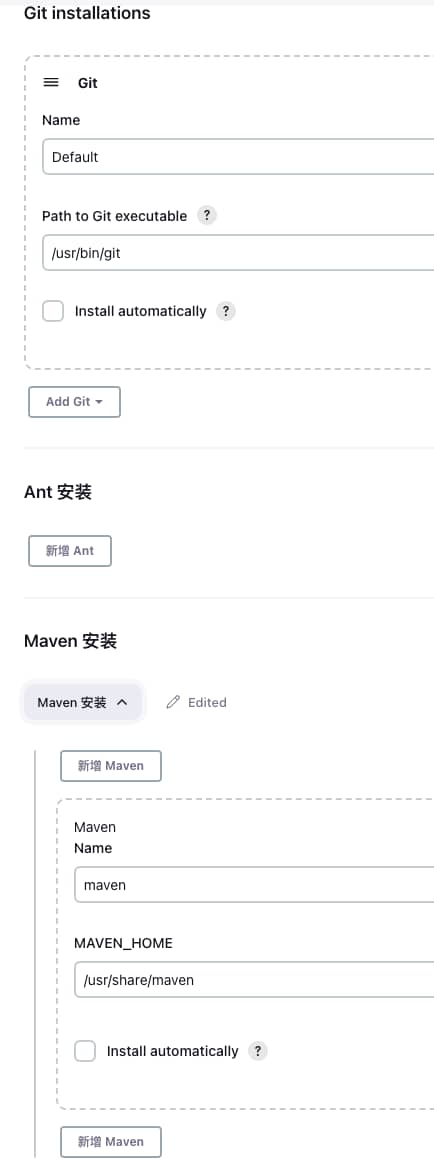 Git installations
Git
Name
Default
Path to Git executable ?
/usr/bin/git
Install automatically ?
Add Git
Ant 安装
新增 Ant
Maven 安装
Maven 安装 Edited
新增 Maven
Maven
Name
maven
MAVEN_HOME
/usr/share/maven
Install automatically ?
新增 Maven